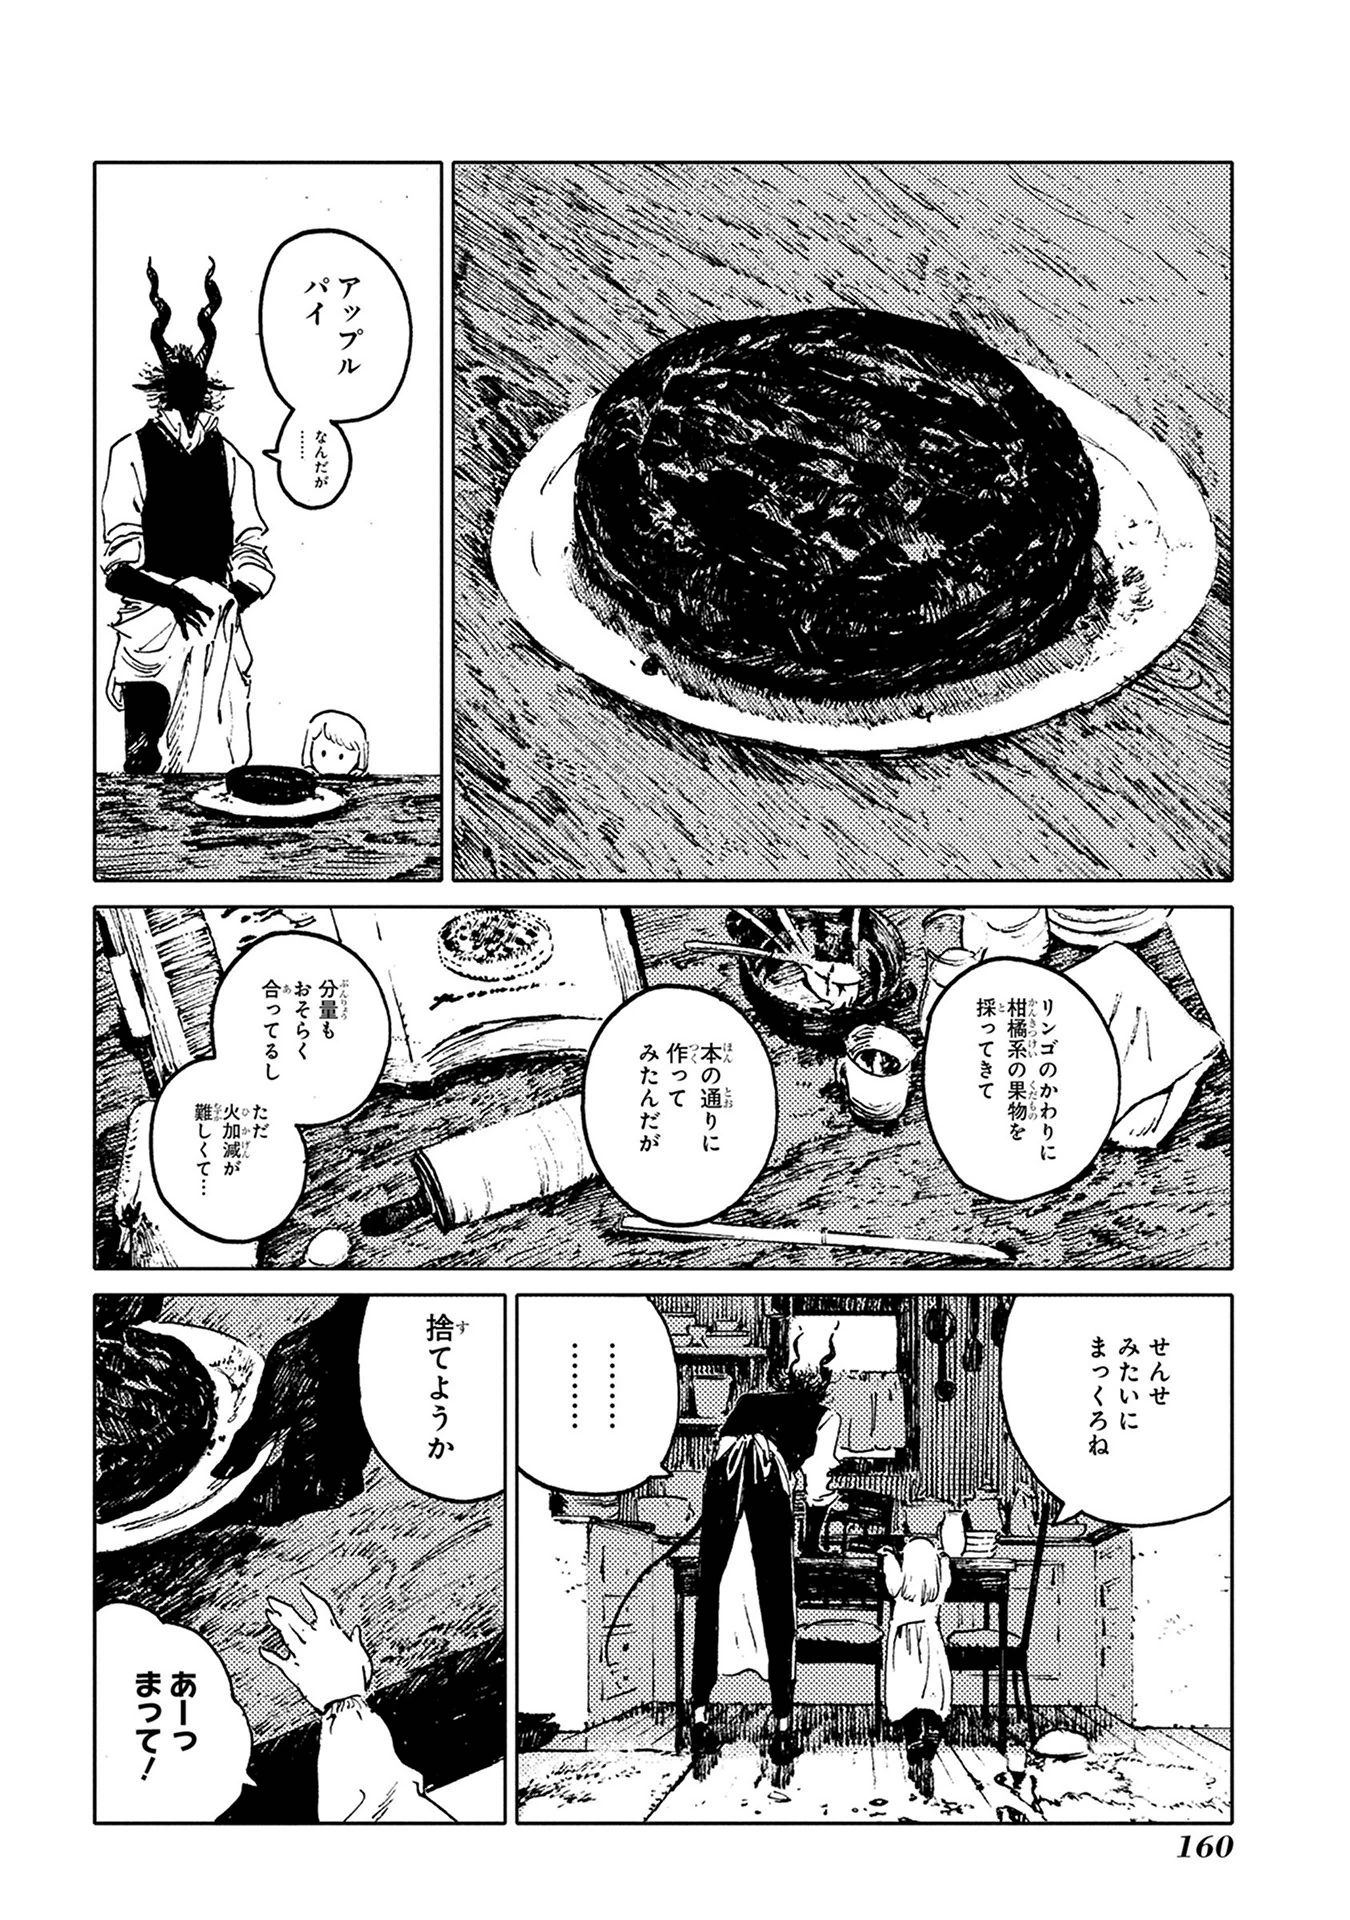 アップル
パイ
なんだが
……
リンゴのかわりに
柑橘系の果物を
採ってきて
本の通りに
作って
みたんだが
分量も
おそらく
合ってるし
ただ
火加減が
難しくて…
せんせ
みたいに
まっくろね
………
………
捨てようか
あーっ
まって!
160